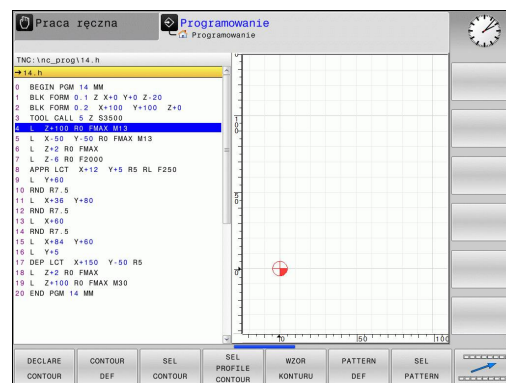 Praca ręczna
Programowanie
Programowanie
TNC:\nc_prog\14.h
→14.h
0 BEGIN PGM 14 MM
1 BLK FORM 0.1 Z X+0 Y+0 Z-20
2 BLK FORM 0.2 X+100 Y+100 Z+0
3 TOOL CALL 5 Z S3500
4 L Z+100 R0 FMAX M13
5 L X-50 Y-50 R0 FMAX M13
6 L Z+2 R0 FMAX
7 L Z-6 R0 F2000
8 APPR LCT X+12 Y+5 R5 RL F250
9 L Y+60
10 RND R7.5
11 L X+36 Y+80
12 RND R7.5
13 L X+60
14 RND R7.5
15 L X+84 Y+60
16 L Y+5
17 DEP LCT X+150 Y-50 R5
18 L Z+2 R0 FMAX
19 L Z+100 R0 FMAX M30
20 END PGM 14 MM
100
50
0
0
50
100
DECLARE CONTOUR
CONTOUR DEF
SEL CONTOUR
SEL PROFILE CONTOUR
WZOR KONTURU
PATTERN DEF
SEL PATTERN